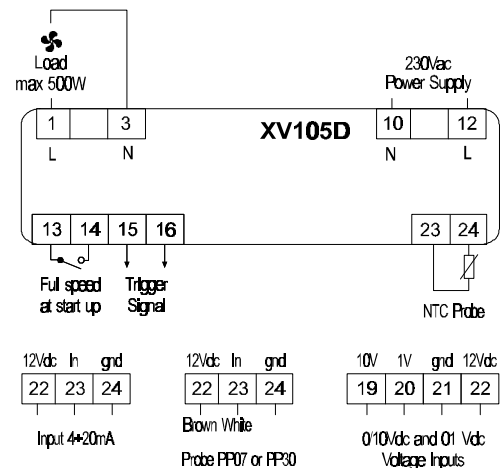 Load
max 500W
230Vac
Power Supply
1 3 XV105D 10 12
L N N L
13 14 15 16 23 24
Full speed
at start up
Trigger
Signal
NTC Probe
12Vdc In gnd
22 23 24
Input 4÷20mA
12Vdc In gnd
22 23 24
Brown White
Probe PP07 or PP30
10V 1V gnd 12Vdc
19 20 21 22
0/10Vdc and 01 Vdc
Voltage Inputs